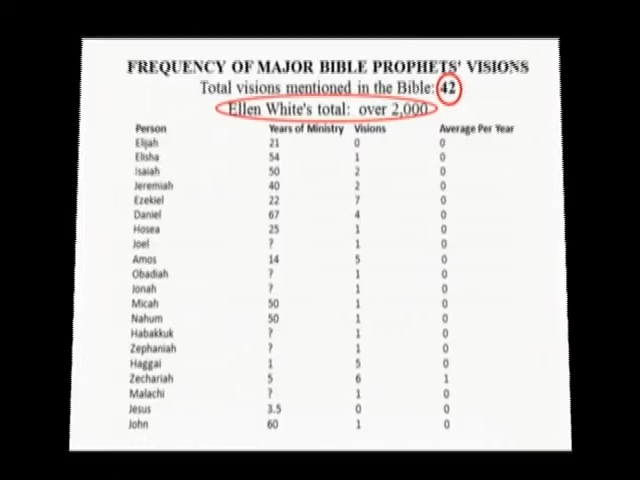 FREQUENCY OF MAJOR BIBLE PROPHETS' VISIONS
Total visions mentioned in the Bible: 42
Ellen White's total: over 2,000
Person Years of Ministry Visions Average Per Year
Elijah 21 0 0
Elisha 54 1 0
Isaiah 50 2 0
Jeremiah 40 2 0
Ezekiel 22 7 0
Daniel 67 4 0
Hosea 25 1 0
Joel ? 1 0
Amos 14 5 0
Obadiah ? 1 0
Jonah ? 1 0
Micah 50 1 0
Nahum 50 1 0
Habakkuk ? 1 0
Zephaniah ? 1 0
Haggai 1 5 0
Zechariah 5 6 1
Malachi ? 1 0
Jesus 3.5 0 0
John 60 1 0